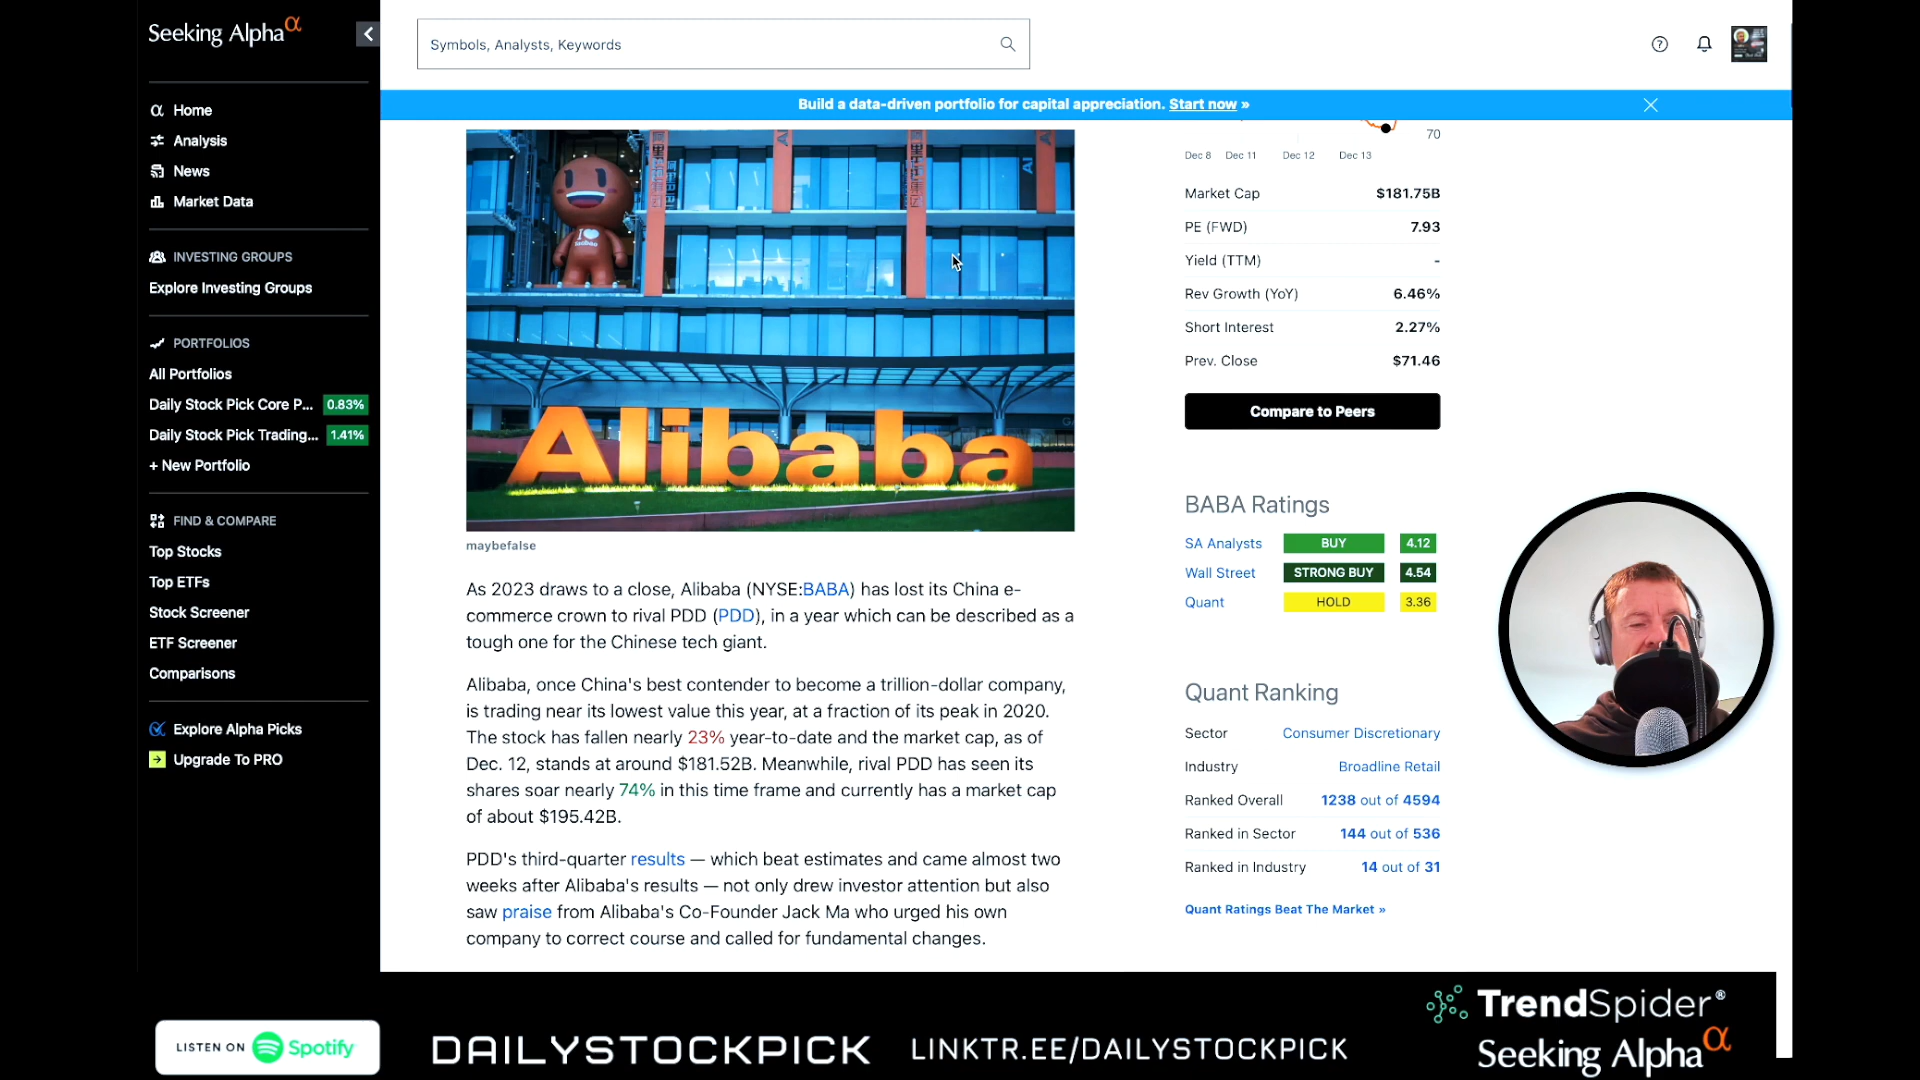 Seeking Alpha α
Symbols, Analysts, Keywords
Build a data-driven portfolio for capital appreciation. Start now »
Home
Analysis
News
Market Data
INVESTING GROUPS
Explore Investing Groups
PORTFOLIOS
All Portfolios
Daily Stock Pick Core P... 0.83%
Daily Stock Pick Trading... 1.41%
+ New Portfolio
FIND & COMPARE
Top Stocks
Top ETFs
Stock Screener
ETF Screener
Comparisons
Explore Alpha Picks
Upgrade To PRO
AI
I ❤
taobao
Alibaba
maybefalse
As 2023 draws to a close, Alibaba (NYSE:BABA) has lost its China e-
commerce crown to rival PDD (PDD), in a year which can be described as a
tough one for the Chinese tech giant.
Alibaba, once China's best contender to become a trillion-dollar company,
is trading near its lowest value this year, at a fraction of its peak in 2020.
The stock has fallen nearly 23% year-to-date and the market cap, as of
Dec. 12, stands at around $181.52B. Meanwhile, rival PDD has seen its
shares soar nearly 74% in this time frame and currently has a market cap
of about $195.42B.
PDD's third-quarter results — which beat estimates and came almost two
weeks after Alibaba's results — not only drew investor attention but also
saw praise from Alibaba's Co-Founder Jack Ma who urged his own
company to correct course and called for fundamental changes.
70
Dec 8 Dec 11 Dec 12 Dec 13
Market Cap $181.75B
PE (FWD) 7.93
Yield (TTM) -
Rev Growth (YoY) 6.46%
Short Interest 2.27%
Prev. Close $71.46
Compare to Peers
BABA Ratings
SA Analysts BUY 4.12
Wall Street STRONG BUY 4.54
Quant HOLD 3.36
Quant Ranking
Sector Consumer Discretionary
Industry Broadline Retail
Ranked Overall 1238 out of 4594
Ranked in Sector 144 out of 536
Ranked in Industry 14 out of 31
Quant Ratings Beat The Market »
LISTEN ON Spotify
DAILYSTOCKPICK
LINKTR.EE/DAILYSTOCKPICK
TrendSpider®
Seeking Alpha α